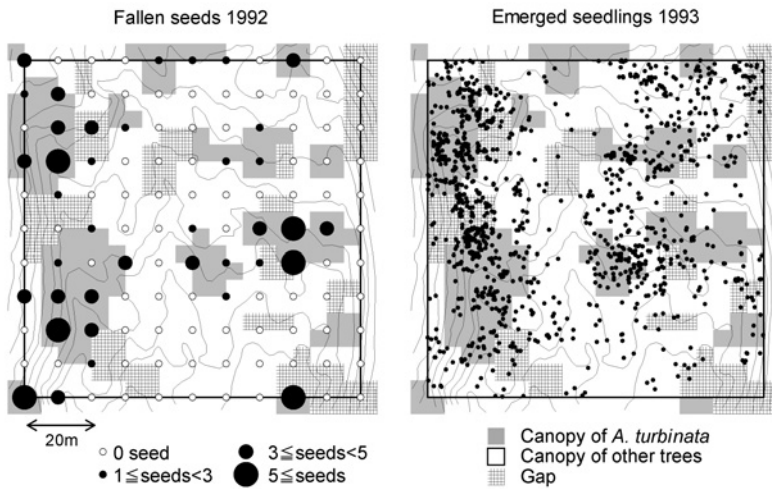 Fallen seeds 1992
Emerged seedlings 1993
20m
0 seed
3≦seeds<5
1≦seeds<3
5≦seeds
Canopy of A. turbinata
Canopy of other trees
Gap